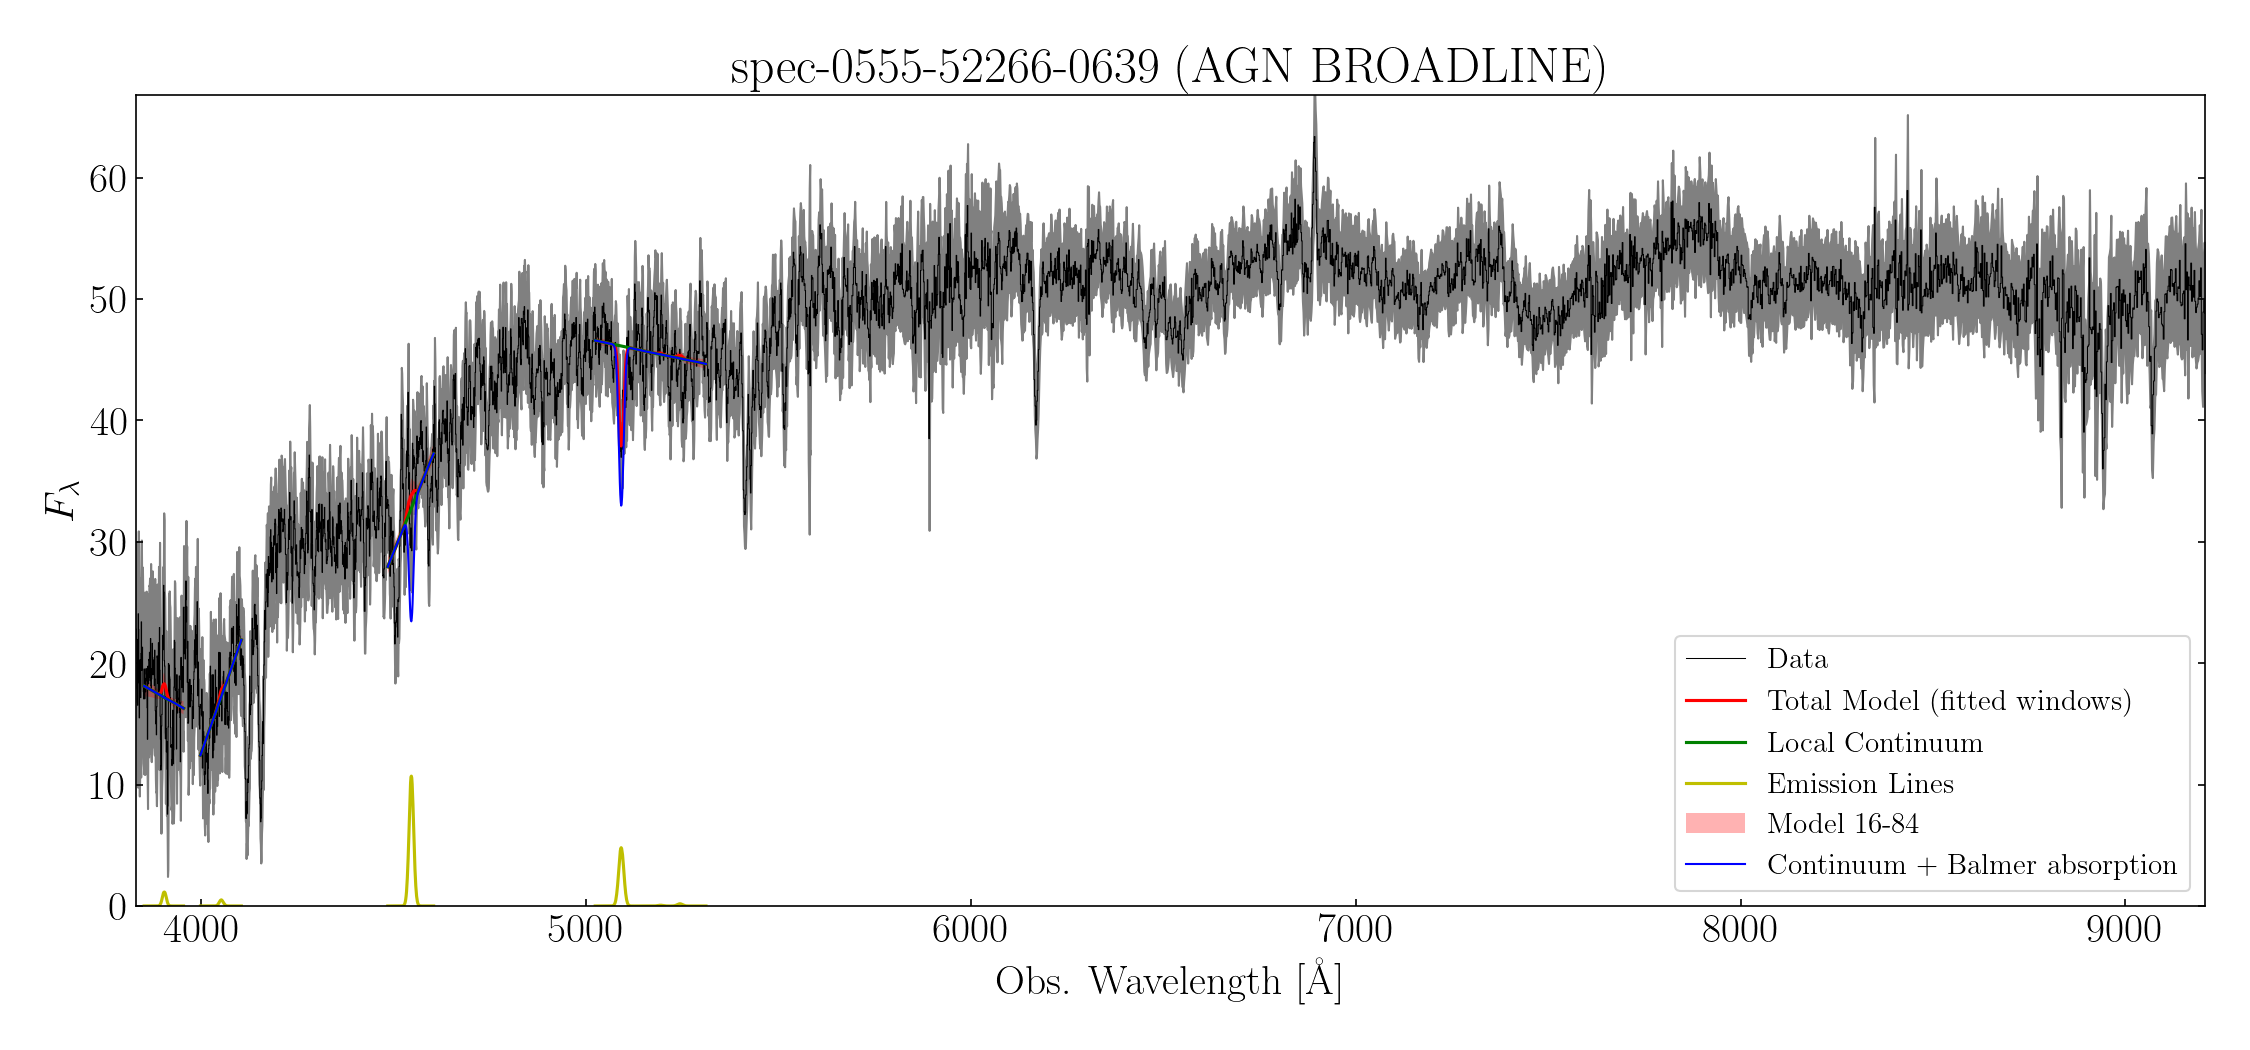 spec-0555-52266-0639 (AGN BROADLINE)
60
50
40
30
20
10
0
F_λ
Data
Total Model (fitted windows)
Local Continuum
Emission Lines
Model 16-84
Continuum + Balmer absorption
4000 5000 6000 7000 8000 9000
Obs. Wavelength [Å]